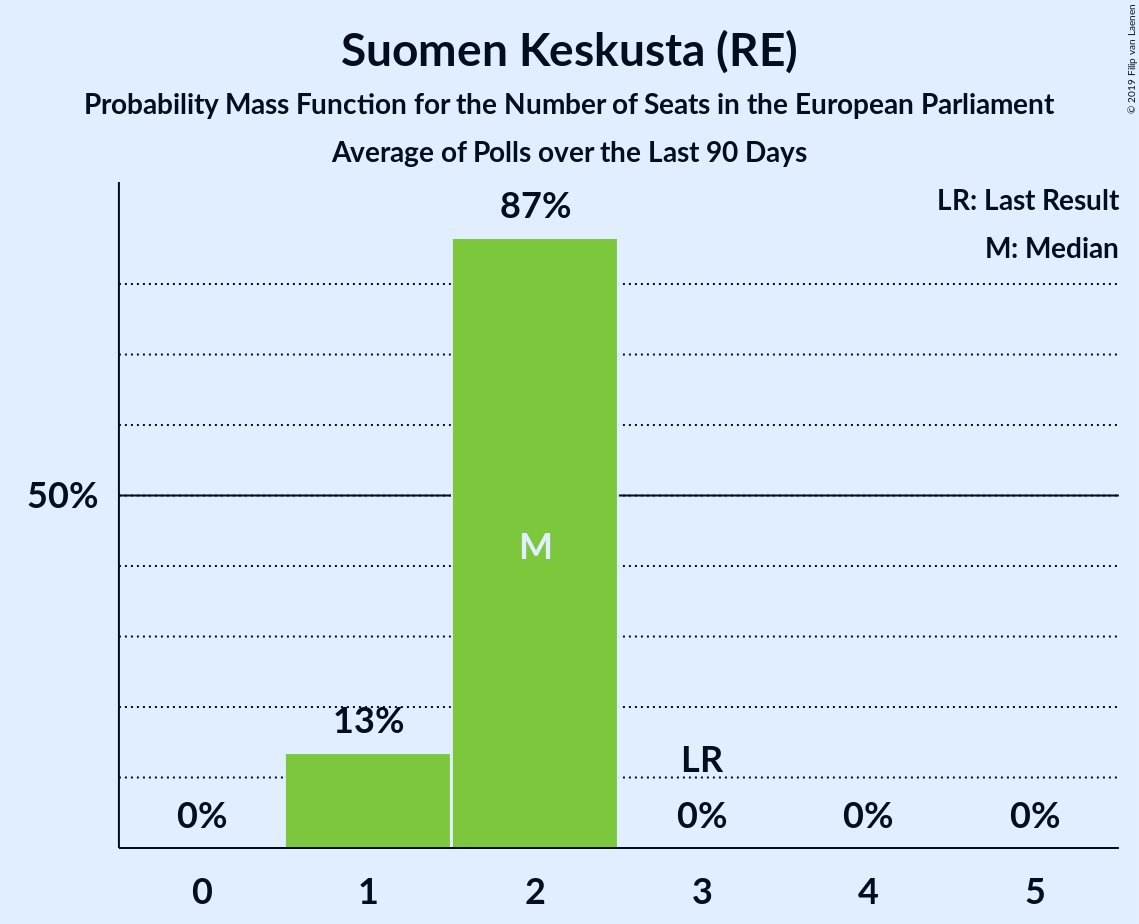 Suomen Keskusta (RE)
Probability Mass Function for the Number of Seats in the European Parliament
Average of Polls over the Last 90 Days
© 2019 Filip van Laenen
LR: Last Result
M: Median
87%
50%
M
13%
LR
0%
0%
0%
0%
0
1
2
3
4
5